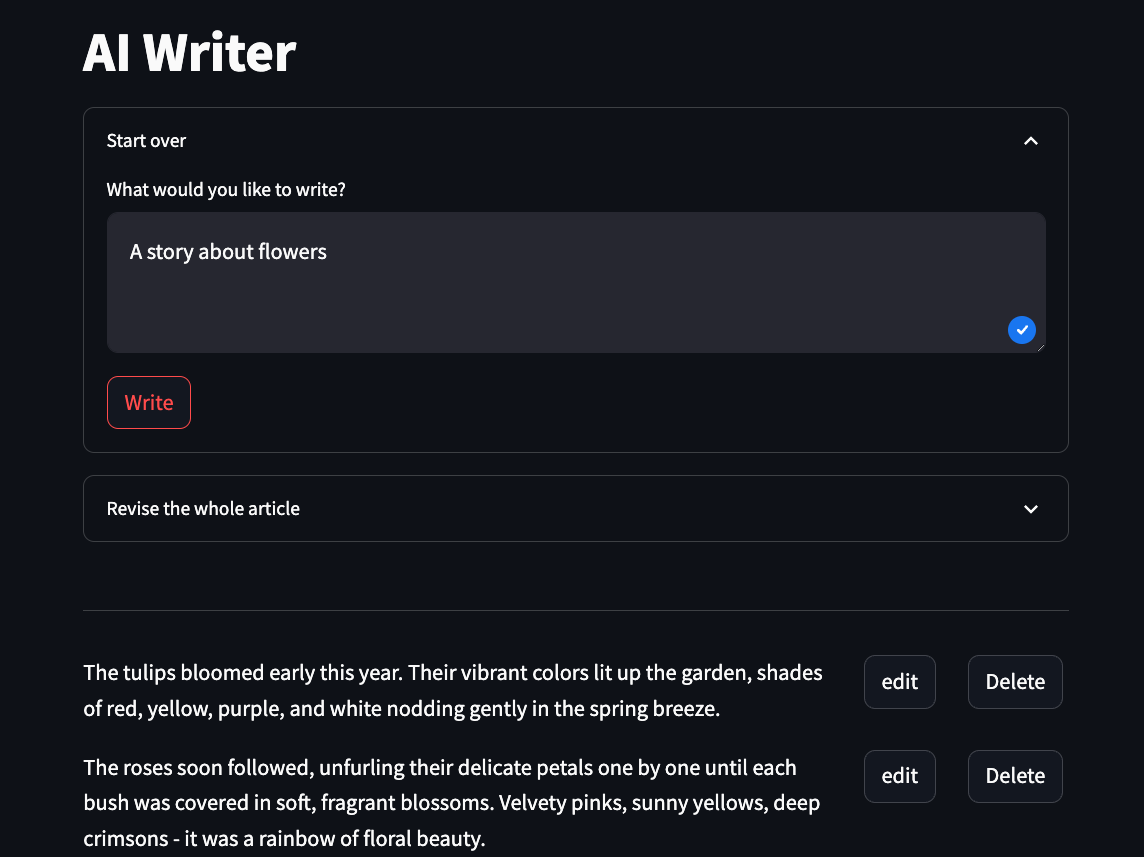 AI Writer
Start over
What would you like to write?
A story about flowers
Write
Revise the whole article
The tulips bloomed early this year. Their vibrant colors lit up the garden, shades
of red, yellow, purple, and white nodding gently in the spring breeze.
edit
Delete
The roses soon followed, unfurling their delicate petals one by one until each
bush was covered in soft, fragrant blossoms. Velvety pinks, sunny yellows, deep
crimsons - it was a rainbow of floral beauty.
edit
Delete